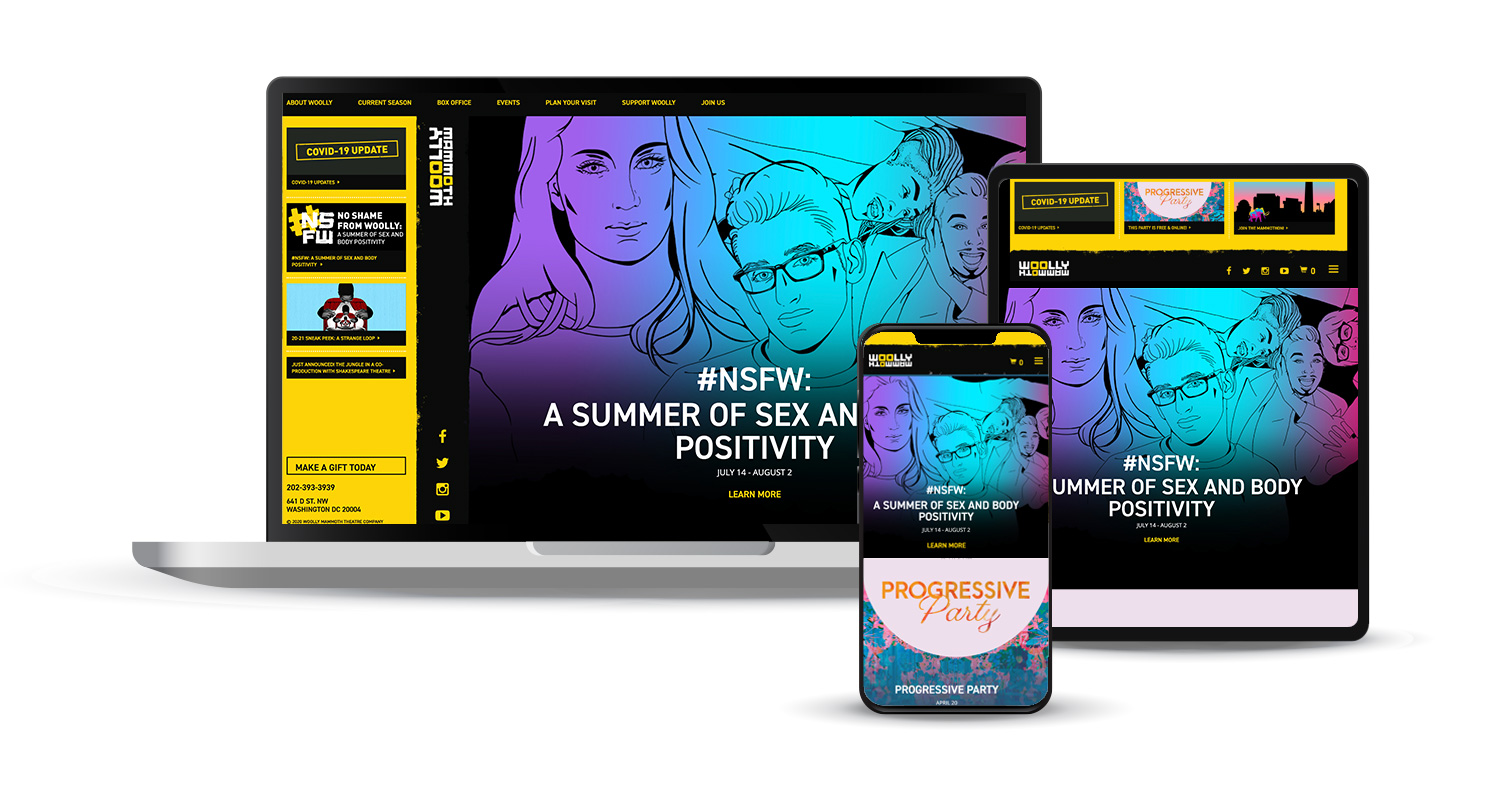 ABOUT WOOLLY
CURRENT SEASON
BOX OFFICE
EVENTS
PLAN YOUR VISIT
SUPPORT WOOLLY
JOIN US
COVID-19 UPDATE
COVID-19 UPDATES
#NSFW
NO SHAME
FROM WOOLLY:
A SUMMER OF SEX AND
BODY POSITIVITY
#NSFW: A SUMMER OF SEX AND BODY
POSITIVITY
20-21 SNEAK PEEK: A STRANGE LOOP
JUST ANNOUNCED! THE JUNGLE IN A CO-
PRODUCTION WITH SHAKESPEARE THEATRE
MAKE A GIFT TODAY
202-393-3939
641 D ST. NW
WASHINGTON DC 20004
© 2020 WOOLLY MAMMOTH THEATRE COMPANY
WOOLLY
MAMMOTH
#NSFW:
A SUMMER OF SEX AN
POSITIVITY
JULY 14 - AUGUST 2
LEARN MORE
COVID-19 UPDATE
COVID-19 UPDATES
PROGRESSIVE
Party
THIS PARTY IS FREE & ONLINE!
JOIN THE MAMMOTHON!
WOOLLY
MAMMOTH
0
#NSFW:
UMMER OF SEX AND BODY
POSITIVITY
JULY 14 - AUGUST 2
LEARN MORE
WOOLLY
MAMMOTH
0
#NSFW:
A SUMMER OF SEX AND BODY
POSITIVITY
JULY 14 - AUGUST 2
LEARN MORE
PROGRESSIVE
Party
PROGRESSIVE PARTY
APRIL 20